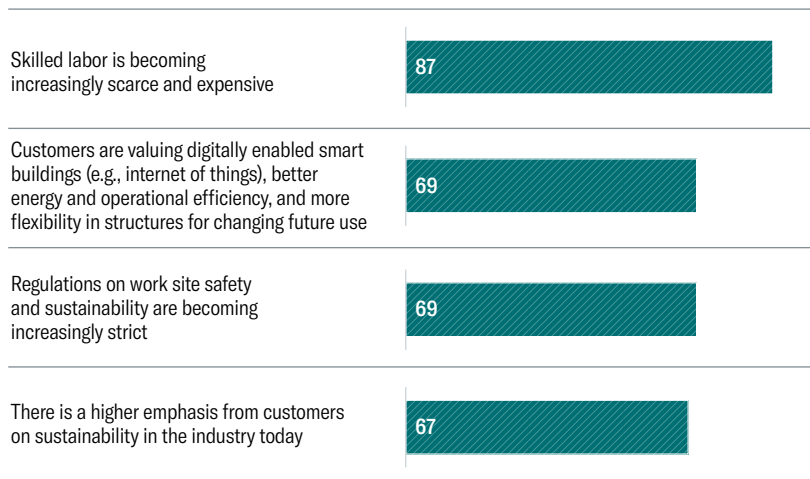 Skilled labor is becoming
increasingly scarce and expensive
87
Customers are valuing digitally enabled smart
buildings (e.g., internet of things), better
energy and operational efficiency, and more
flexibility in structures for changing future use
69
Regulations on work site safety
and sustainability are becoming
increasingly strict
69
There is a higher emphasis from customers
on sustainability in the industry today
67